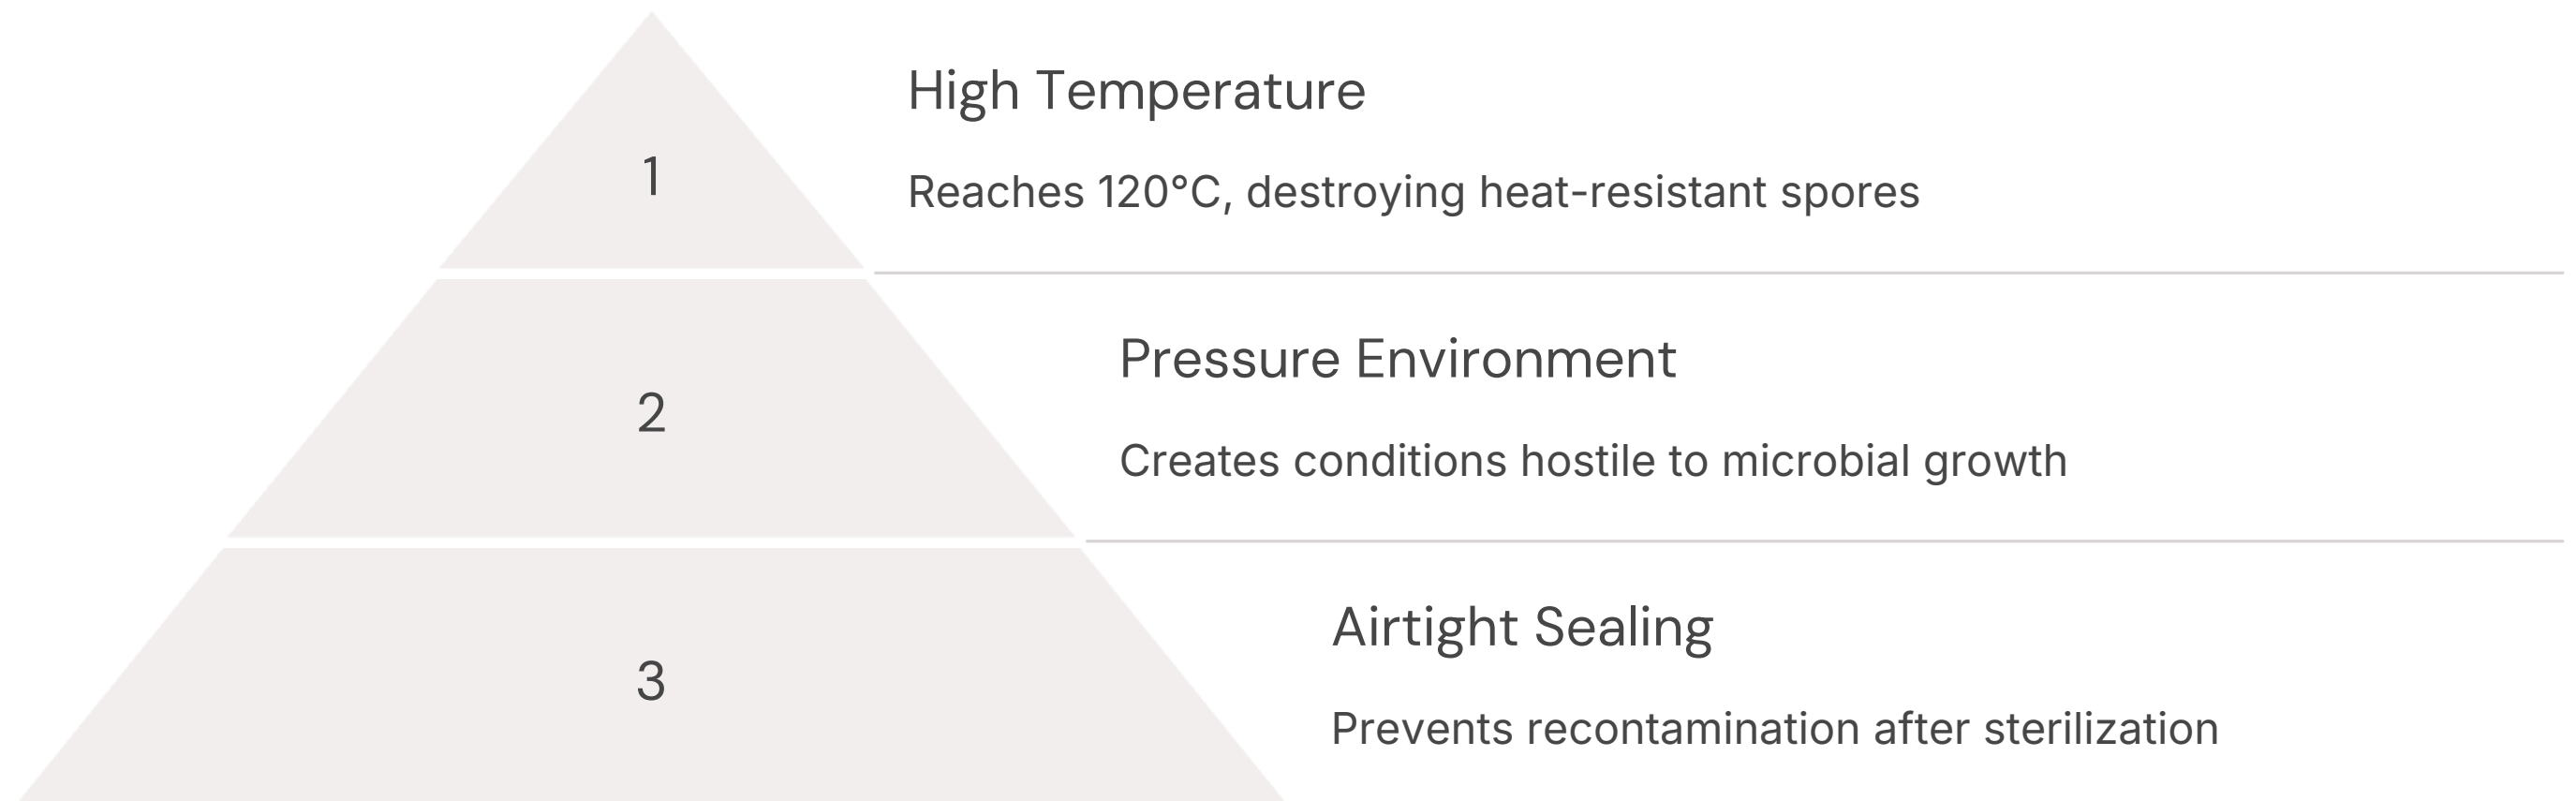 1
High Temperature
Reaches 120°C, destroying heat-resistant spores
2
Pressure Environment
Creates conditions hostile to microbial growth
3
Airtight Sealing
Prevents recontamination after sterilization